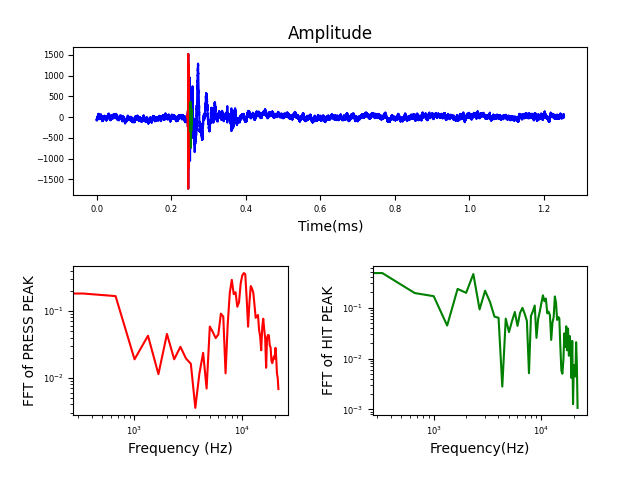 Amplitude
1500
1000
500
0
−500
−1000
−1500
0.0 0.2 0.4 0.6 0.8 1.0 1.2
Time(ms)
FFT of PRESS PEAK
10⁻¹
10⁻²
10³ 10⁴
Frequency (Hz)
FFT of HIT PEAK
10⁻¹
10⁻²
10⁻³
10³ 10⁴
Frequency(Hz)